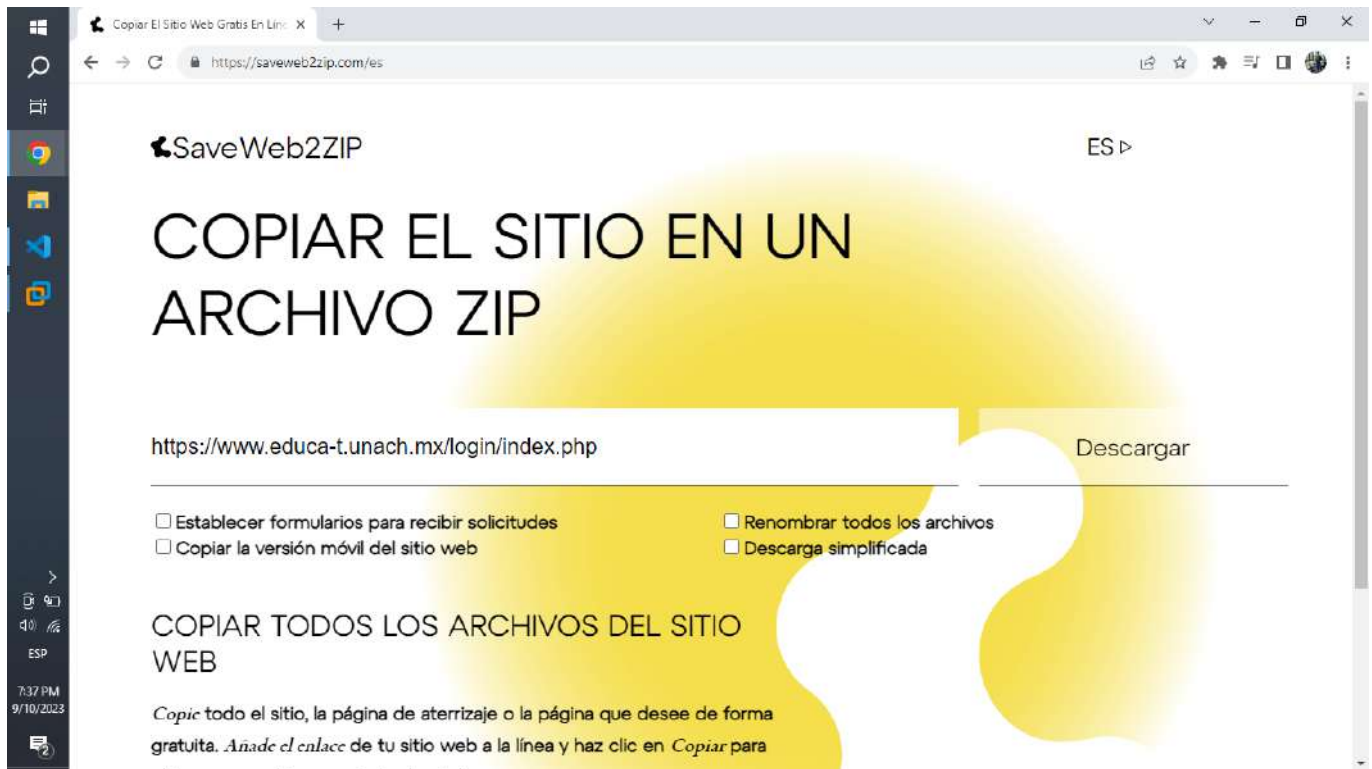 Copiar El Sitio Web Gratis En Lín
https://saveweb2zip.com/es
SaveWeb2ZIP
ES
COPIAR EL SITIO EN UN
ARCHIVO ZIP
https://www.educa-t.unach.mx/login/index.php
Descargar
Establecer formularios para recibir solicitudes
Renombrar todos los archivos
Copiar la versión móvil del sitio web
Descarga simplificada
COPIAR TODOS LOS ARCHIVOS DEL SITIO
WEB
Copie todo el sitio, la página de aterrizaje o la página que desee de forma
gratuita. Añade el enlace de tu sitio web a la línea y haz clic en Copiar para
ESP
7:37 PM
9/10/2023
2